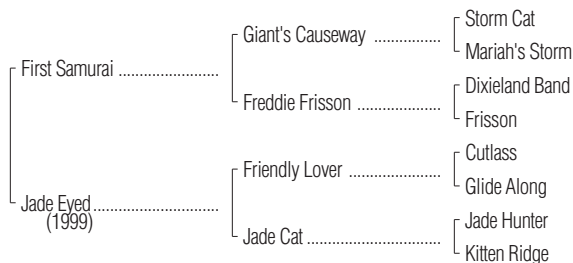 Storm Cat
Giant's Causeway ................
Mariah's Storm
First Samurai ........................
Dixieland Band
Freddie Frisson ....................
Frisson
Cutlass
Friendly Lover ......................
Glide Along
Jade Eyed..............................
(1999)
Jade Hunter
Jade Cat ................................
Kitten Ridge